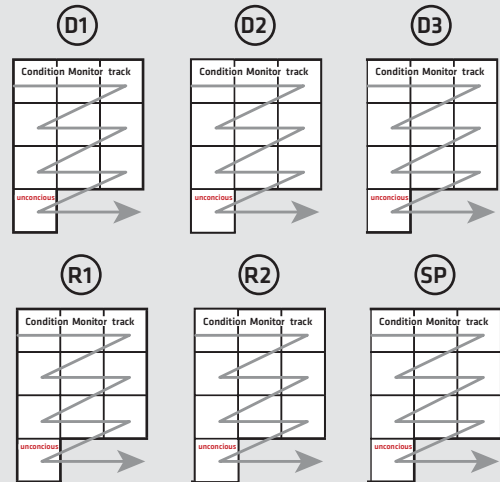 D1 D2 D3
Condition Monitor track Condition Monitor track Condition Monitor track
unconcious unconcious unconcious
R1 R2 SP
Condition Monitor track Condition Monitor track Condition Monitor track
unconcious unconcious unconcious